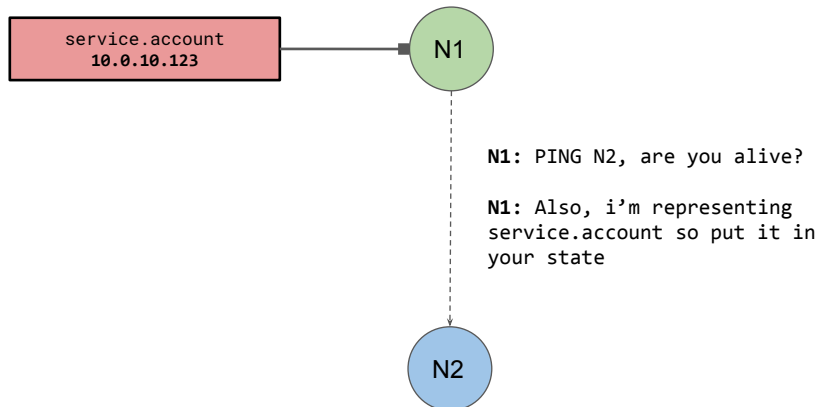 service.account
10.0.10.123
N1
N1: PING N2, are you alive?
N1: Also, i’m representing
service.account so put it in
your state
N2